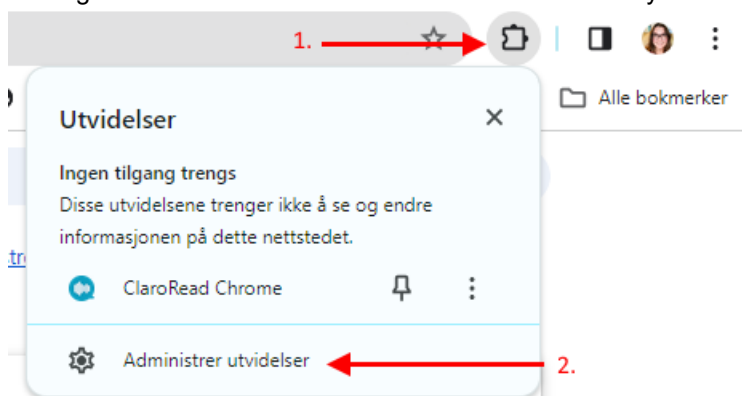 1.
Alle bokmerker
Utvidelser
Ingen tilgang trengs
Disse utvidelsene trenger ikke å se og endre
informasjonen på dette nettstedet.
ClaroRead Chrome
Administrer utvidelser
2.